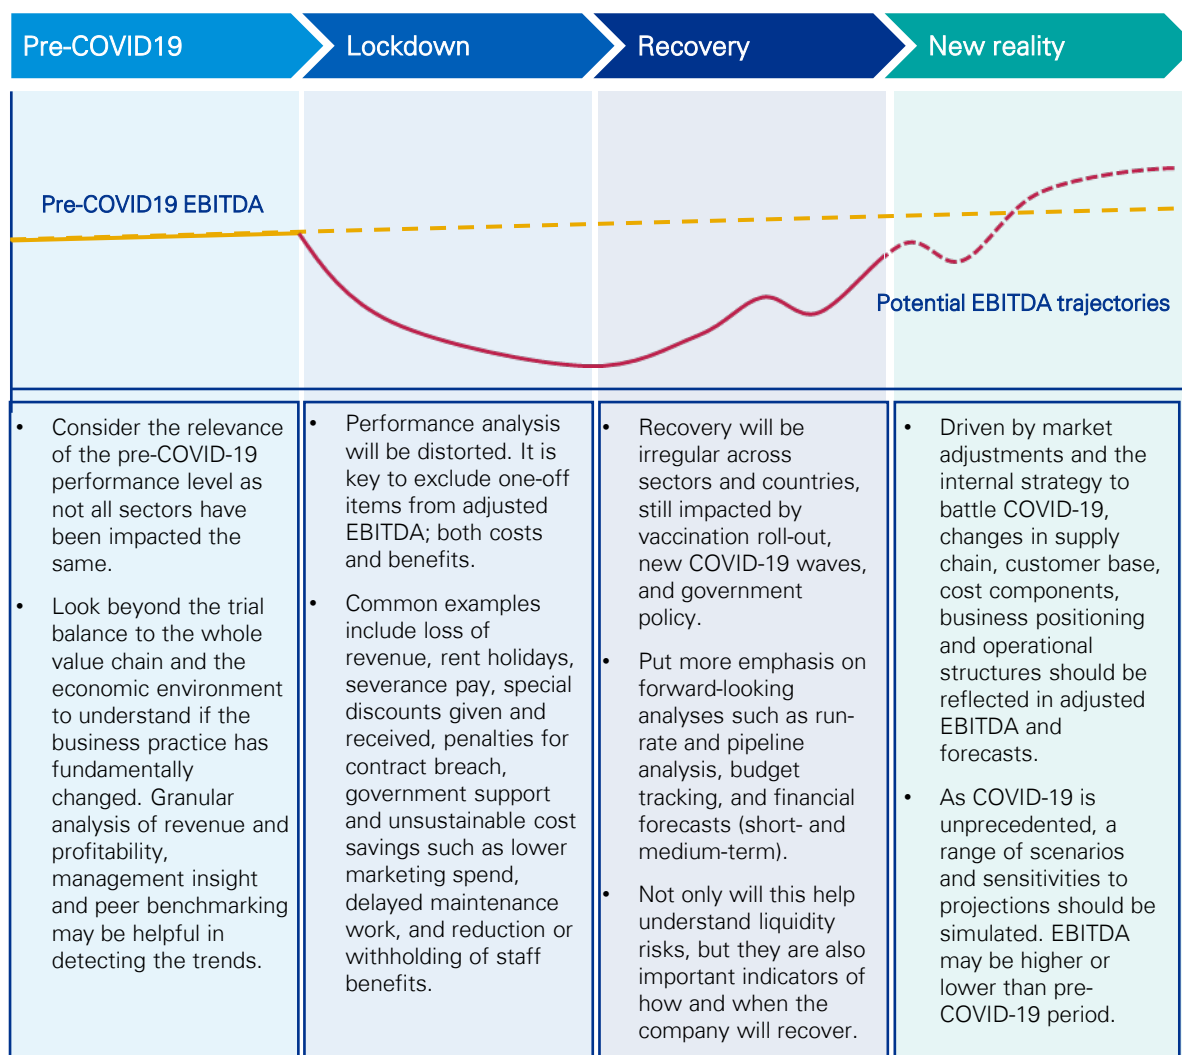 Pre-COVID19
Lockdown
Recovery
New reality
Pre-COVID19 EBITDA
Potential EBITDA trajectories
• Consider the relevance
of the pre-COVID-19
performance level as
not all sectors have
been impacted the
same.
• Look beyond the trial
balance to the whole
value chain and the
economic environment
to understand if the
business practice has
fundamentally
changed. Granular
analysis of revenue and
profitability,
management insight
and peer benchmarking
may be helpful in
detecting the trends.
• Performance analysis
will be distorted. It is
key to exclude one-off
items from adjusted
EBITDA; both costs
and benefits.
• Common examples
include loss of
revenue, rent holidays,
severance pay, special
discounts given and
received, penalties for
contract breach,
government support
and unsustainable cost
savings such as lower
marketing spend,
delayed maintenance
work, and reduction or
withholding of staff
benefits.
• Recovery will be
irregular across
sectors and countries,
still impacted by
vaccination roll-out,
new COVID-19 waves,
and government
policy.
• Put more emphasis on
forward-looking
analyses such as run-
rate and pipeline
analysis, budget
tracking, and financial
forecasts (short- and
medium-term).
• Not only will this help
understand liquidity
risks, but they are also
important indicators of
how and when the
company will recover.
• Driven by market
adjustments and the
internal strategy to
battle COVID-19,
changes in supply
chain, customer base,
cost components,
business positioning
and operational
structures should be
reflected in adjusted
EBITDA and
forecasts.
• As COVID-19 is
unprecedented, a
range of scenarios
and sensitivities to
projections should be
simulated. EBITDA
may be higher or
lower than pre-
COVID-19 period.